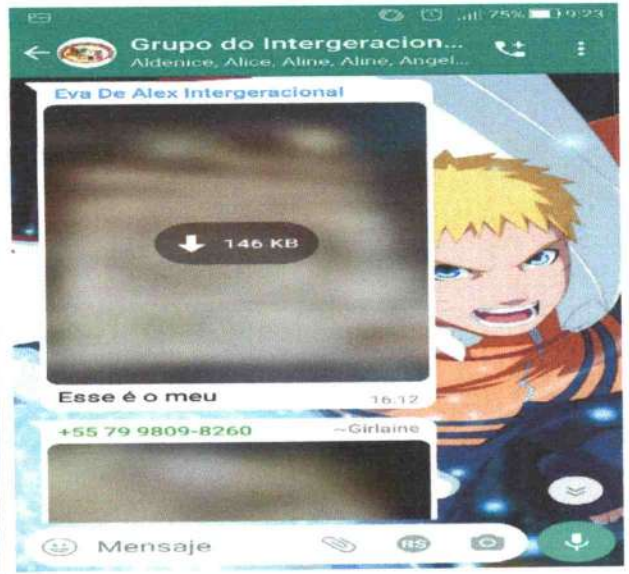 75% 9:23
Grupo do Intergeracion...
Aldenice, Alice, Aline, Aline, Angel...
Eva De Alex Intergeracional
146 KB
Esse é o meu
16:12
+55 79 9809-8260 ~Girlaine
Mensaje
R$